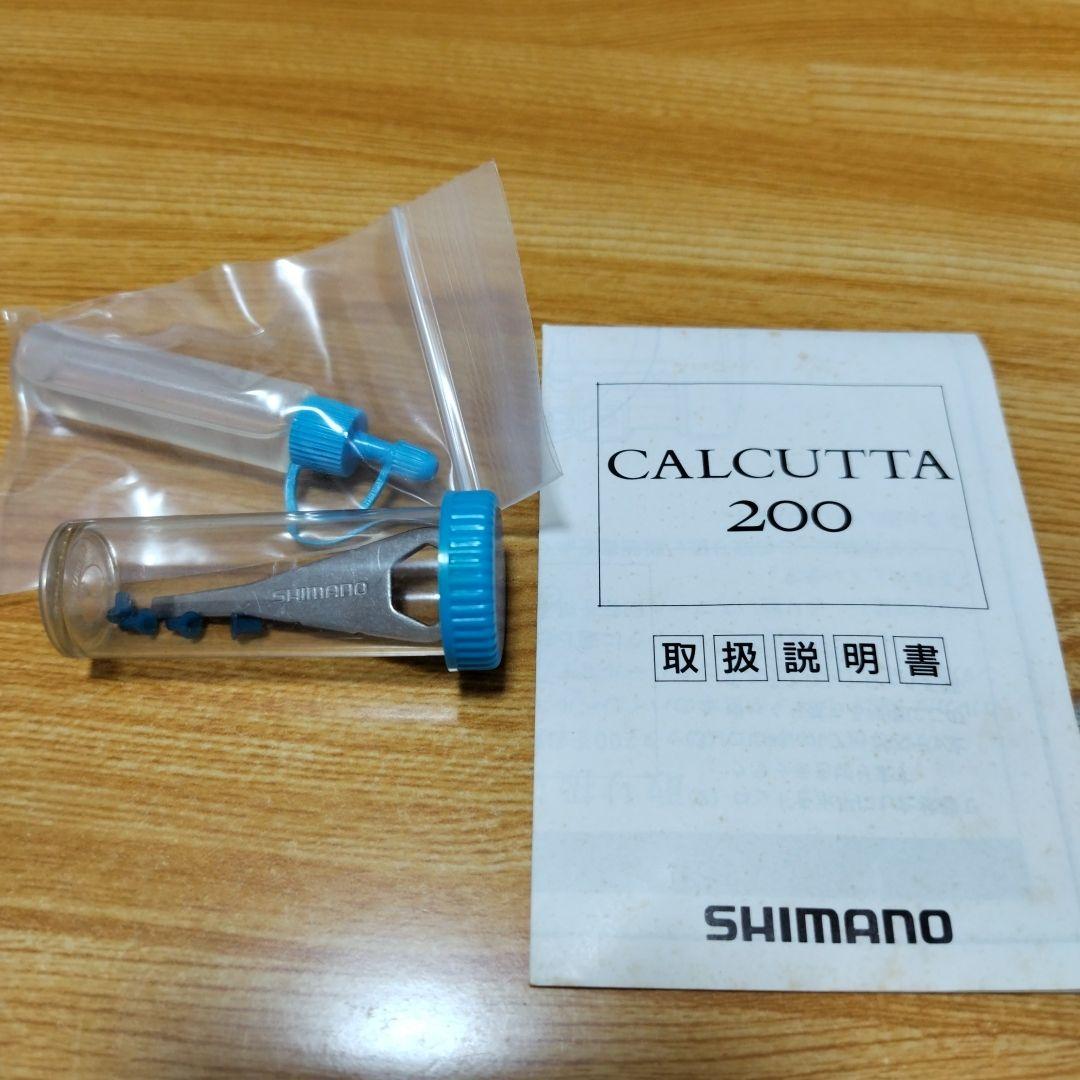 SHIMANO
CALCUTTA
200
取扱説明書
SHIMANO